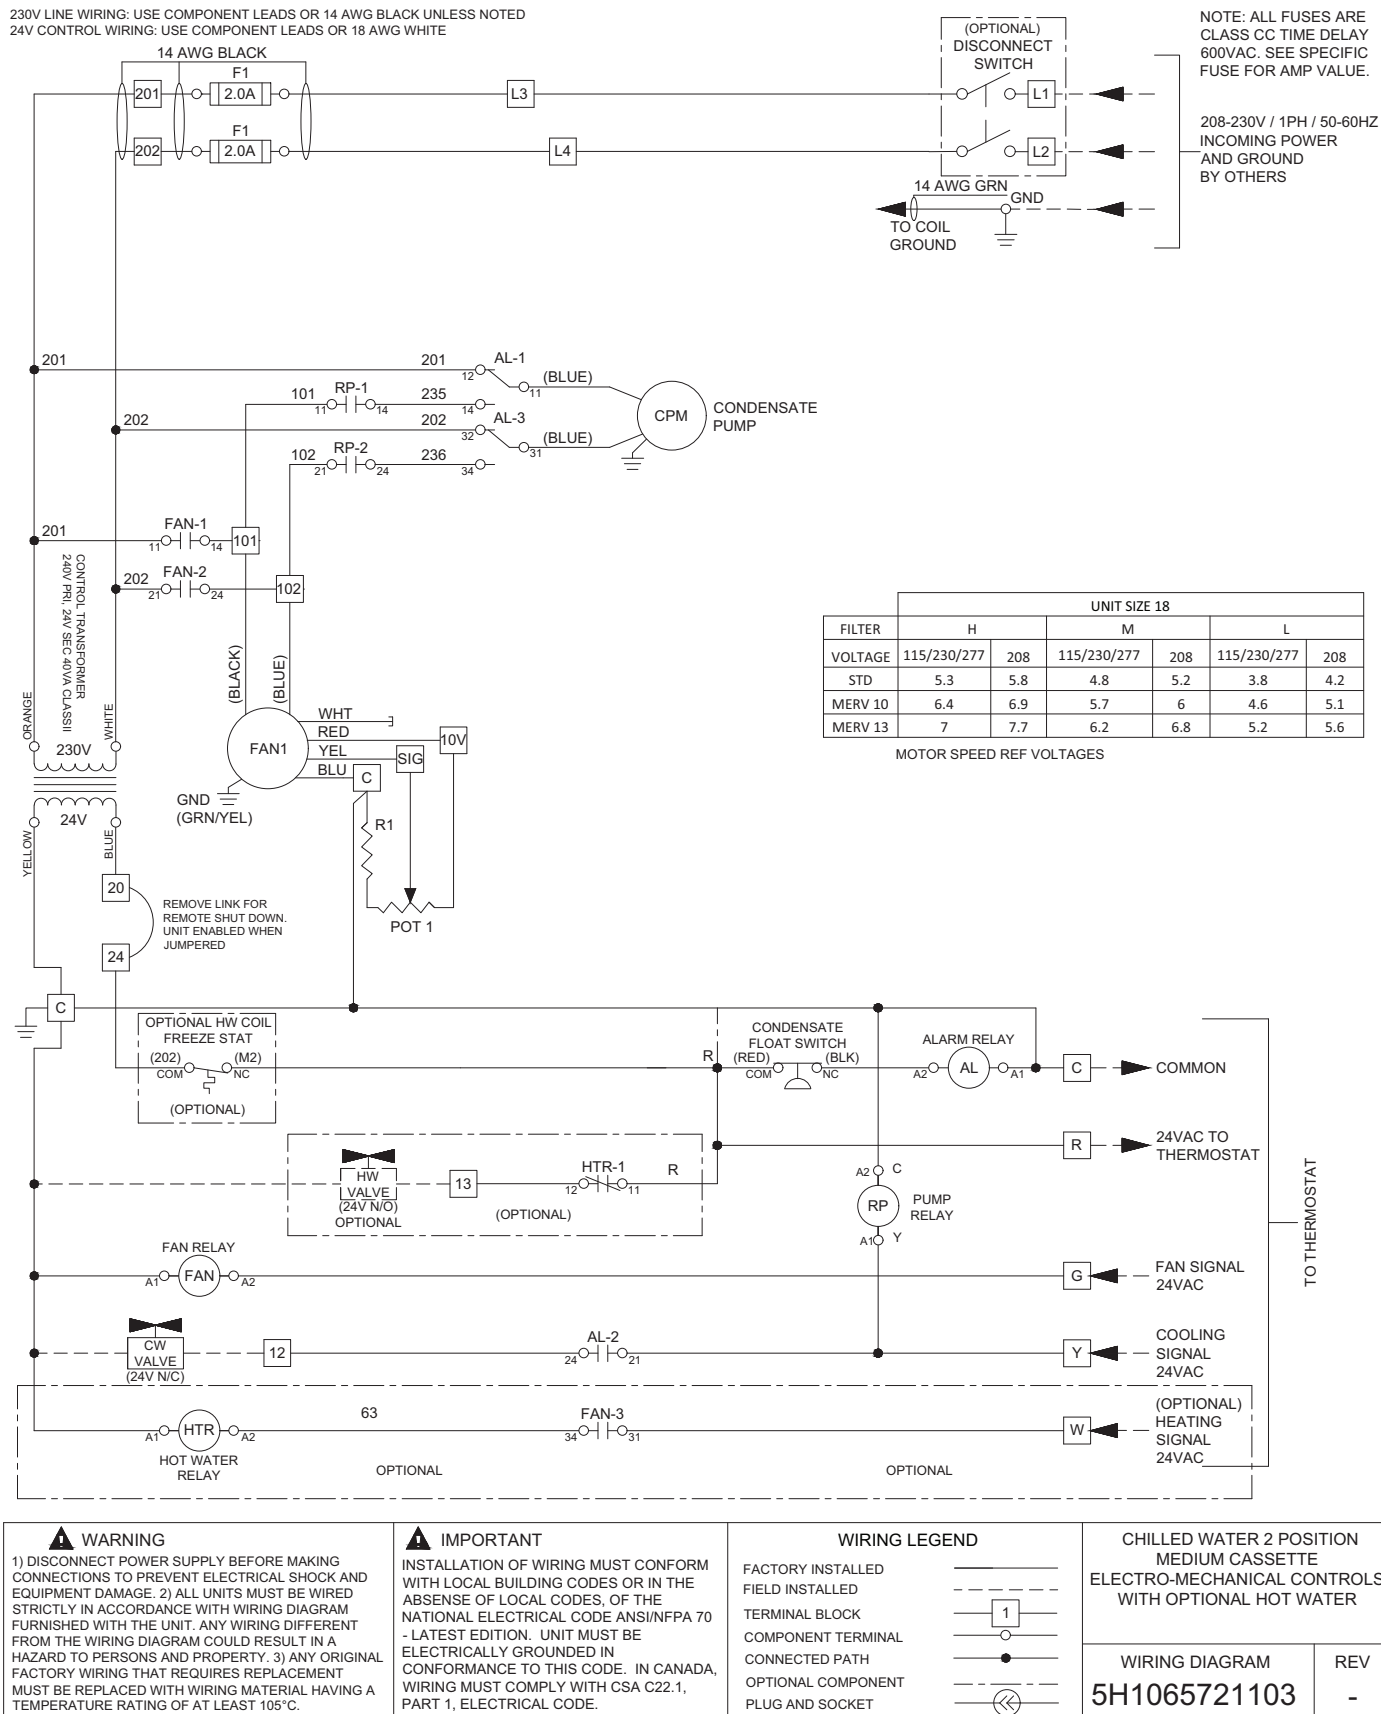 230V LINE WIRING: USE COMPONENT LEADS OR 14 AWG BLACK UNLESS NOTED
24V CONTROL WIRING: USE COMPONENT LEADS OR 18 AWG WHITE
14 AWG BLACK
201
F1
2.0A
L3
202
F1
2.0A
L4
(OPTIONAL)
DISCONNECT
SWITCH
L1
L2
NOTE: ALL FUSES ARE
CLASS CC TIME DELAY
600VAC. SEE SPECIFIC
FUSE FOR AMP VALUE.
208-230V / 1PH / 50-60HZ
INCOMING POWER
AND GROUND
BY OTHERS
14 AWG GRN
GND
TO COIL
GROUND
201
201
AL-1
12
(BLUE)
11
101
RP-1
235
11
14
14
202
202
AL-3
32
(BLUE)
31
102
RP-2
236
21
24
34
CPM
CONDENSATE
PUMP
201
FAN-1
11
14
101
202
FAN-2
21
24
102
CONTROL TRANSFORMER
240V PRI, 24V SEC 40VA CLASSII
ORANGE
WHITE
230V
24V
YELLOW
BLUE
(BLACK)
(BLUE)
FAN1
WHT
RED
YEL
BLU
10V
SIG
C
GND
(GRN/YEL)
R1
POT 1
20
24
REMOVE LINK FOR
REMOTE SHUT DOWN.
UNIT ENABLED WHEN
JUMPERED
UNIT SIZE 18
FILTER H M L
VOLTAGE 115/230/277 208 115/230/277 208 115/230/277 208
STD 5.3 5.8 4.8 5.2 3.8 4.2
MERV 10 6.4 6.9 5.7 6 4.6 5.1
MERV 13 7 7.7 6.2 6.8 5.2 5.6
MOTOR SPEED REF VOLTAGES
C
OPTIONAL HW COIL
FREEZE STAT
(202)
(M2)
COM
NC
(OPTIONAL)
R
CONDENSATE
FLOAT SWITCH
(RED)
(BLK)
COM
NC
ALARM RELAY
A2
AL
A1
C
COMMON
R
24VAC TO
THERMOSTAT
HW
VALVE
(24V N/O)
OPTIONAL
13
HTR-1
12
11
R
(OPTIONAL)
A2
C
RP
PUMP
RELAY
A1
Y
TO THERMOSTAT
FAN RELAY
A1
FAN
A2
G
FAN SIGNAL
24VAC
CW
VALVE
(24V N/C)
12
AL-2
24
21
Y
COOLING
SIGNAL
24VAC
A1
HTR
A2
HOT WATER
RELAY
63
FAN-3
34
31
W
(OPTIONAL)
HEATING
SIGNAL
24VAC
OPTIONAL
OPTIONAL
WARNING
1) DISCONNECT POWER SUPPLY BEFORE MAKING
CONNECTIONS TO PREVENT ELECTRICAL SHOCK AND
EQUIPMENT DAMAGE. 2) ALL UNITS MUST BE WIRED
STRICTLY IN ACCORDANCE WITH WIRING DIAGRAM
FURNISHED WITH THE UNIT. ANY WIRING DIFFERENT
FROM THE WIRING DIAGRAM COULD RESULT IN A
HAZARD TO PERSONS AND PROPERTY. 3) ANY ORIGINAL
FACTORY WIRING THAT REQUIRES REPLACEMENT
MUST BE REPLACED WITH WIRING MATERIAL HAVING A
TEMPERATURE RATING OF AT LEAST 105°C.
IMPORTANT
INSTALLATION OF WIRING MUST CONFORM
WITH LOCAL BUILDING CODES OR IN THE
ABSENSE OF LOCAL CODES, OF THE
NATIONAL ELECTRICAL CODE ANSI/NFPA 70
- LATEST EDITION. UNIT MUST BE
ELECTRICALLY GROUNDED IN
CONFORMANCE TO THIS CODE. IN CANADA,
WIRING MUST COMPLY WITH CSA C22.1,
PART 1, ELECTRICAL CODE.
WIRING LEGEND
FACTORY INSTALLED
FIELD INSTALLED
TERMINAL BLOCK
1
COMPONENT TERMINAL
CONNECTED PATH
OPTIONAL COMPONENT
PLUG AND SOCKET
CHILLED WATER 2 POSITION
MEDIUM CASSETTE
ELECTRO-MECHANICAL CONTROLS
WITH OPTIONAL HOT WATER
WIRING DIAGRAM
5H1065721103
REV
-